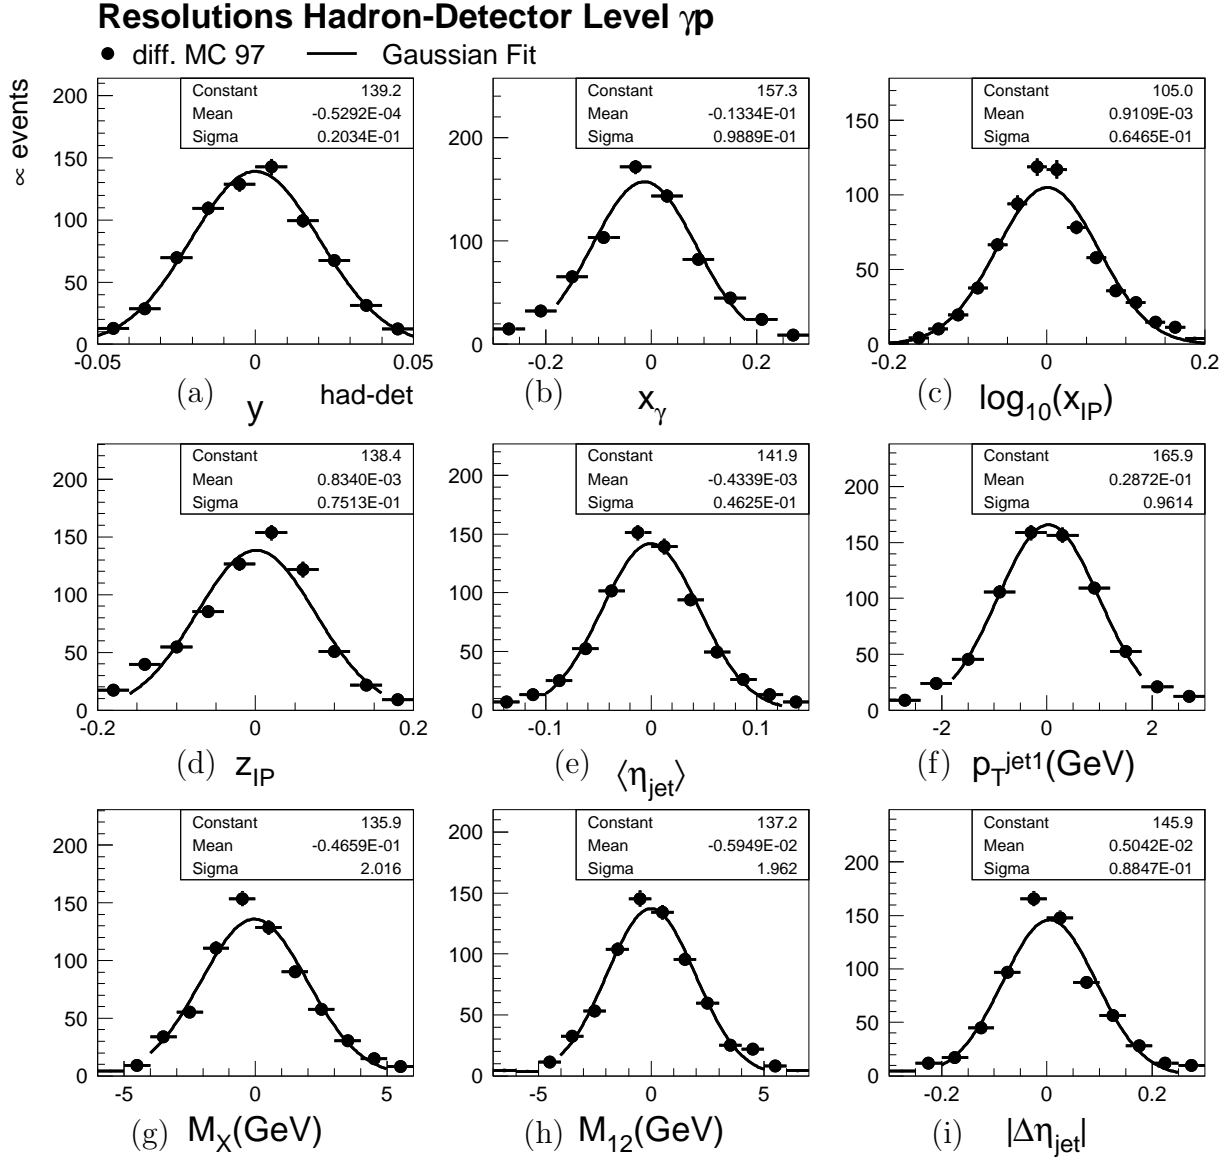 Resolutions Hadron-Detector Level γp
● diff. MC 97 — Gaussian Fit
∝ events
Constant 139.2
Mean -0.5292E-04
Sigma 0.2034E-01
200
150
100
50
0
-0.05 0 0.05
(a) y had-det
Constant 157.3
Mean -0.1334E-01
Sigma 0.9889E-01
200
100
0
-0.2 0 0.2
(b) xγ
Constant 105.0
Mean 0.9109E-03
Sigma 0.6465E-01
150
100
50
0
-0.2 0 0.2
(c) log10(xIP)
Constant 138.4
Mean 0.8340E-03
Sigma 0.7513E-01
200
150
100
50
0
-0.2 0 0.2
(d) zIP
Constant 141.9
Mean -0.4339E-03
Sigma 0.4625E-01
200
150
100
50
0
-0.1 0 0.1
(e) ⟨ηjet⟩
Constant 165.9
Mean 0.2872E-01
Sigma 0.9614
200
150
100
50
0
-2 0 2
(f) pTjet1(GeV)
Constant 135.9
Mean -0.4659E-01
Sigma 2.016
200
150
100
50
0
-5 0 5
(g) MX(GeV)
Constant 137.2
Mean -0.5949E-02
Sigma 1.962
200
150
100
50
0
-5 0 5
(h) M12(GeV)
Constant 145.9
Mean 0.5042E-02
Sigma 0.8847E-01
200
150
100
50
0
-0.2 0 0.2
(i) |Δηjet|